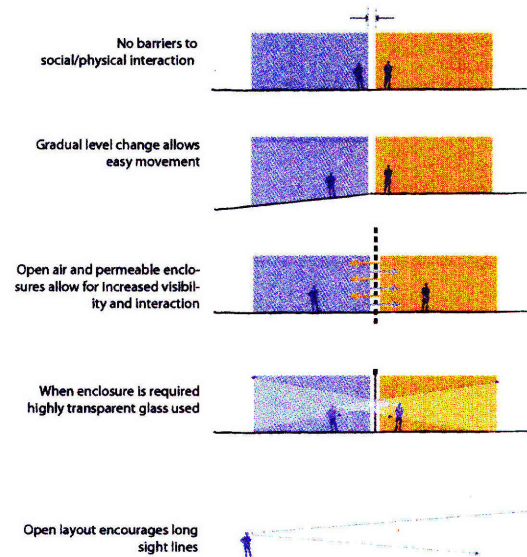 No barriers to
social/physical interaction
Gradual level change allows
easy movement
Open air and permeable enclo-
sures allow for increased visibil-
ity and interaction
When enclosure is required
highly transparent glass used
Open layout encourages long
sight lines